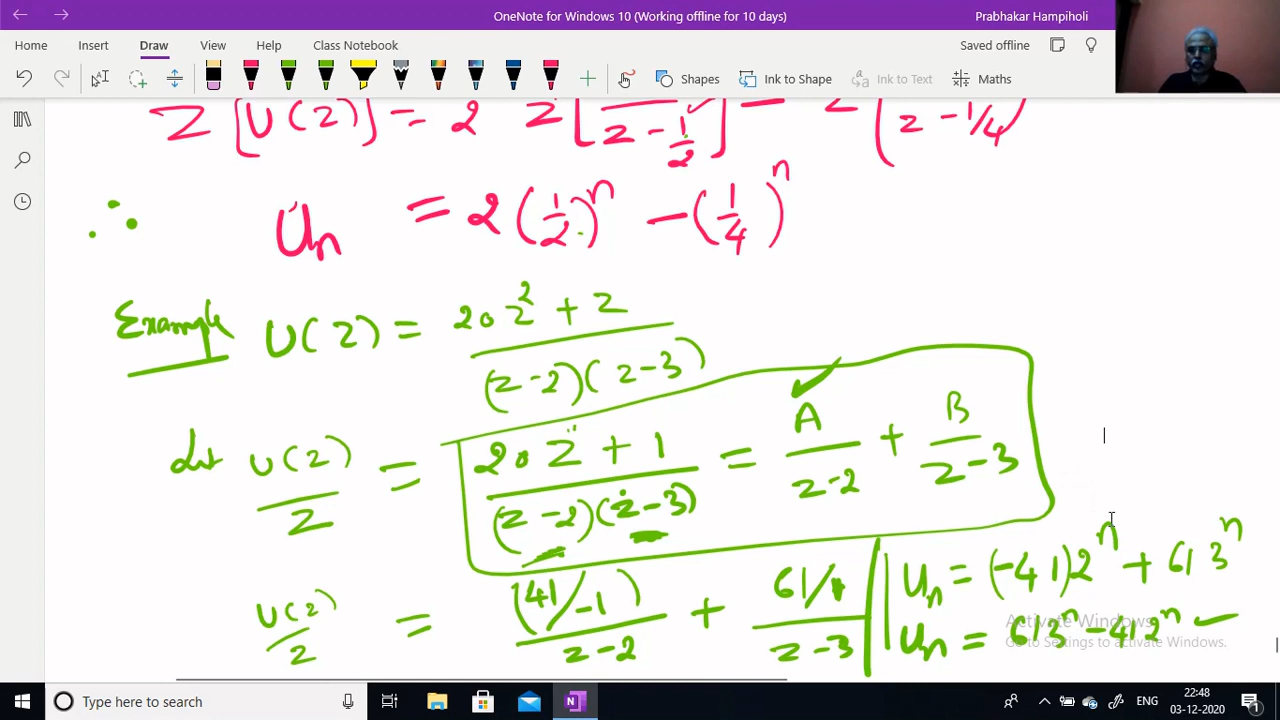 OneNote for Windows 10 (Working offline for 10 days)
Prabhakar Hampiholi
Home Insert Draw View Help Class Notebook
Saved offline
Shapes Ink to Shape Ink to Text Maths
Z [U(z)] = 2 Z [ / z - 1/2 ] - z - 1/4
∴ Un = 2 (1/2)^n - (1/4)^n
Example U(z) = 20z^2 + z / (z-2)(z-3)
Let U(z)/z = 20z + 1 / (z-2)(z-3) = A / z-2 + B / z-3
U(z)/z = (41/-1) / z-2 + 61/1 / z-3
Un = (-41)2^n + 61 3^n
Un = 61 3^n - 41 2^n
Activate Windows
Go to Settings to activate Windows.
Type here to search
ENG
22:48
03-12-2020
1